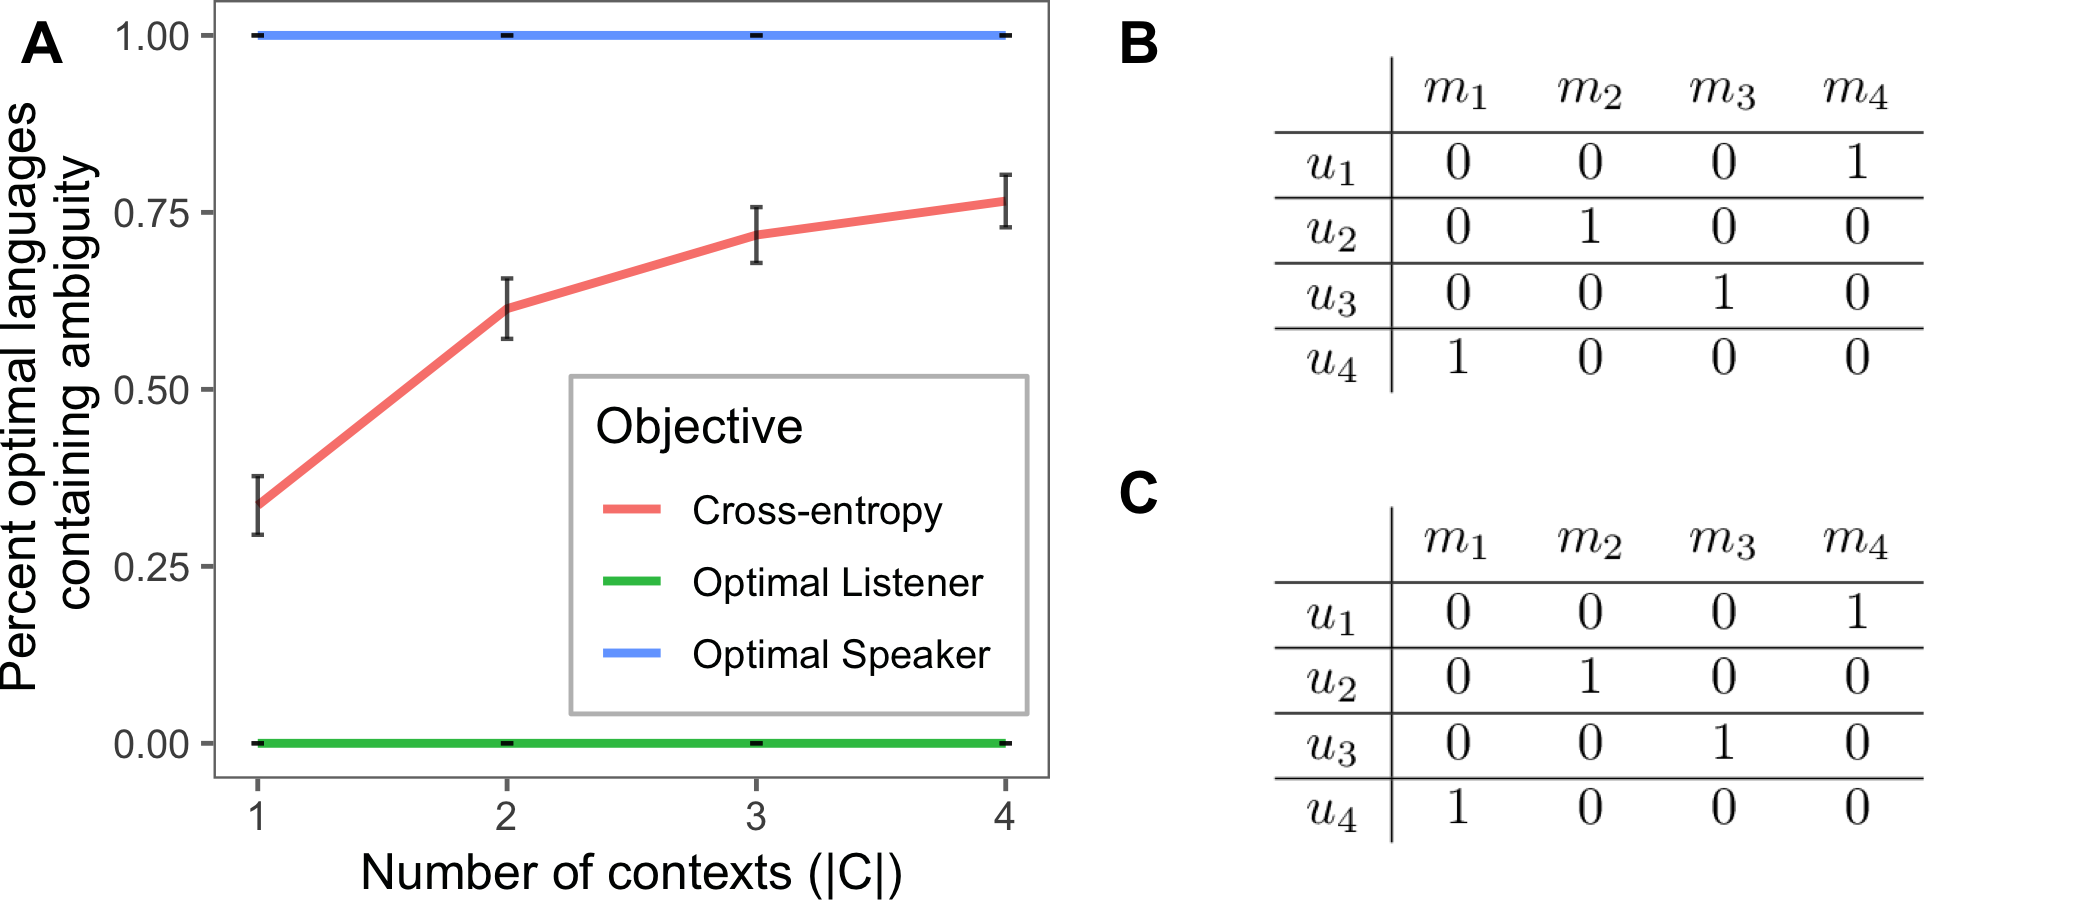 A
Percent optimal languages
containing ambiguity
1.00
0.75
0.50
0.25
0.00
1 2 3 4
Number of contexts (|C|)
Objective
Cross-entropy
Optimal Listener
Optimal Speaker
B
m₁ m₂ m₃ m₄
u₁ 0 0 0 1
u₂ 0 1 0 0
u₃ 0 0 1 0
u₄ 1 0 0 0
C
m₁ m₂ m₃ m₄
u₁ 0 0 0 1
u₂ 0 1 0 0
u₃ 0 0 1 0
u₄ 1 0 0 0